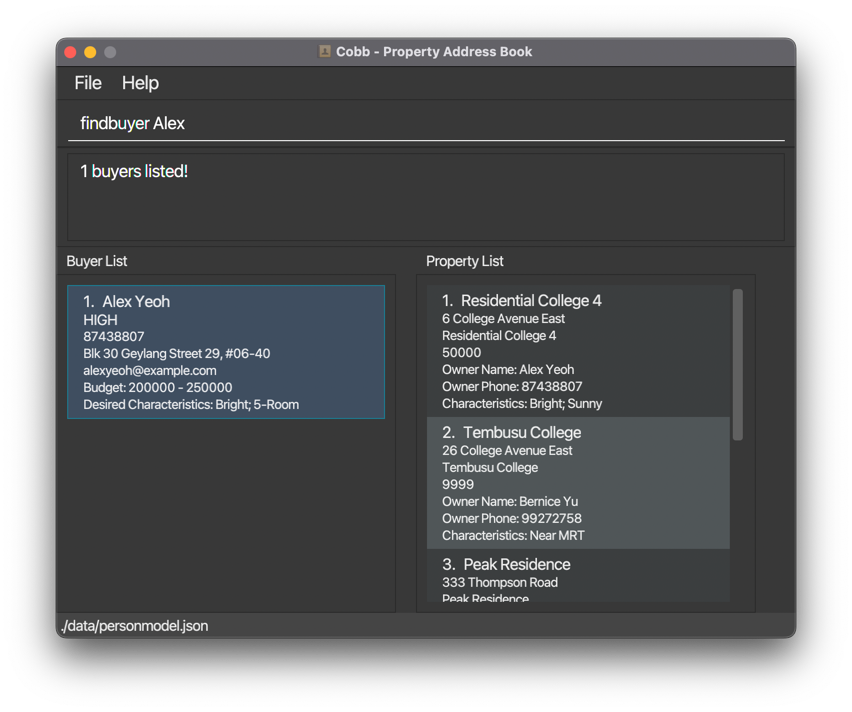 Cobb - Property Address Book
File Help
findbuyer Alex
1 buyers listed!
Buyer List
1. Alex Yeoh
HIGH
87438807
Blk 30 Geylang Street 29, #06-40
alexyeoh@example.com
Budget: 200000 - 250000
Desired Characteristics: Bright; 5-Room
Property List
1. Residential College 4
6 College Avenue East
Residential College 4
50000
Owner Name: Alex Yeoh
Owner Phone: 87438807
Characteristics: Bright; Sunny
2. Tembusu College
26 College Avenue East
Tembusu College
9999
Owner Name: Bernice Yu
Owner Phone: 99272758
Characteristics: Near MRT
3. Peak Residence
333 Thompson Road
Peak Residence
./data/personmodel.json